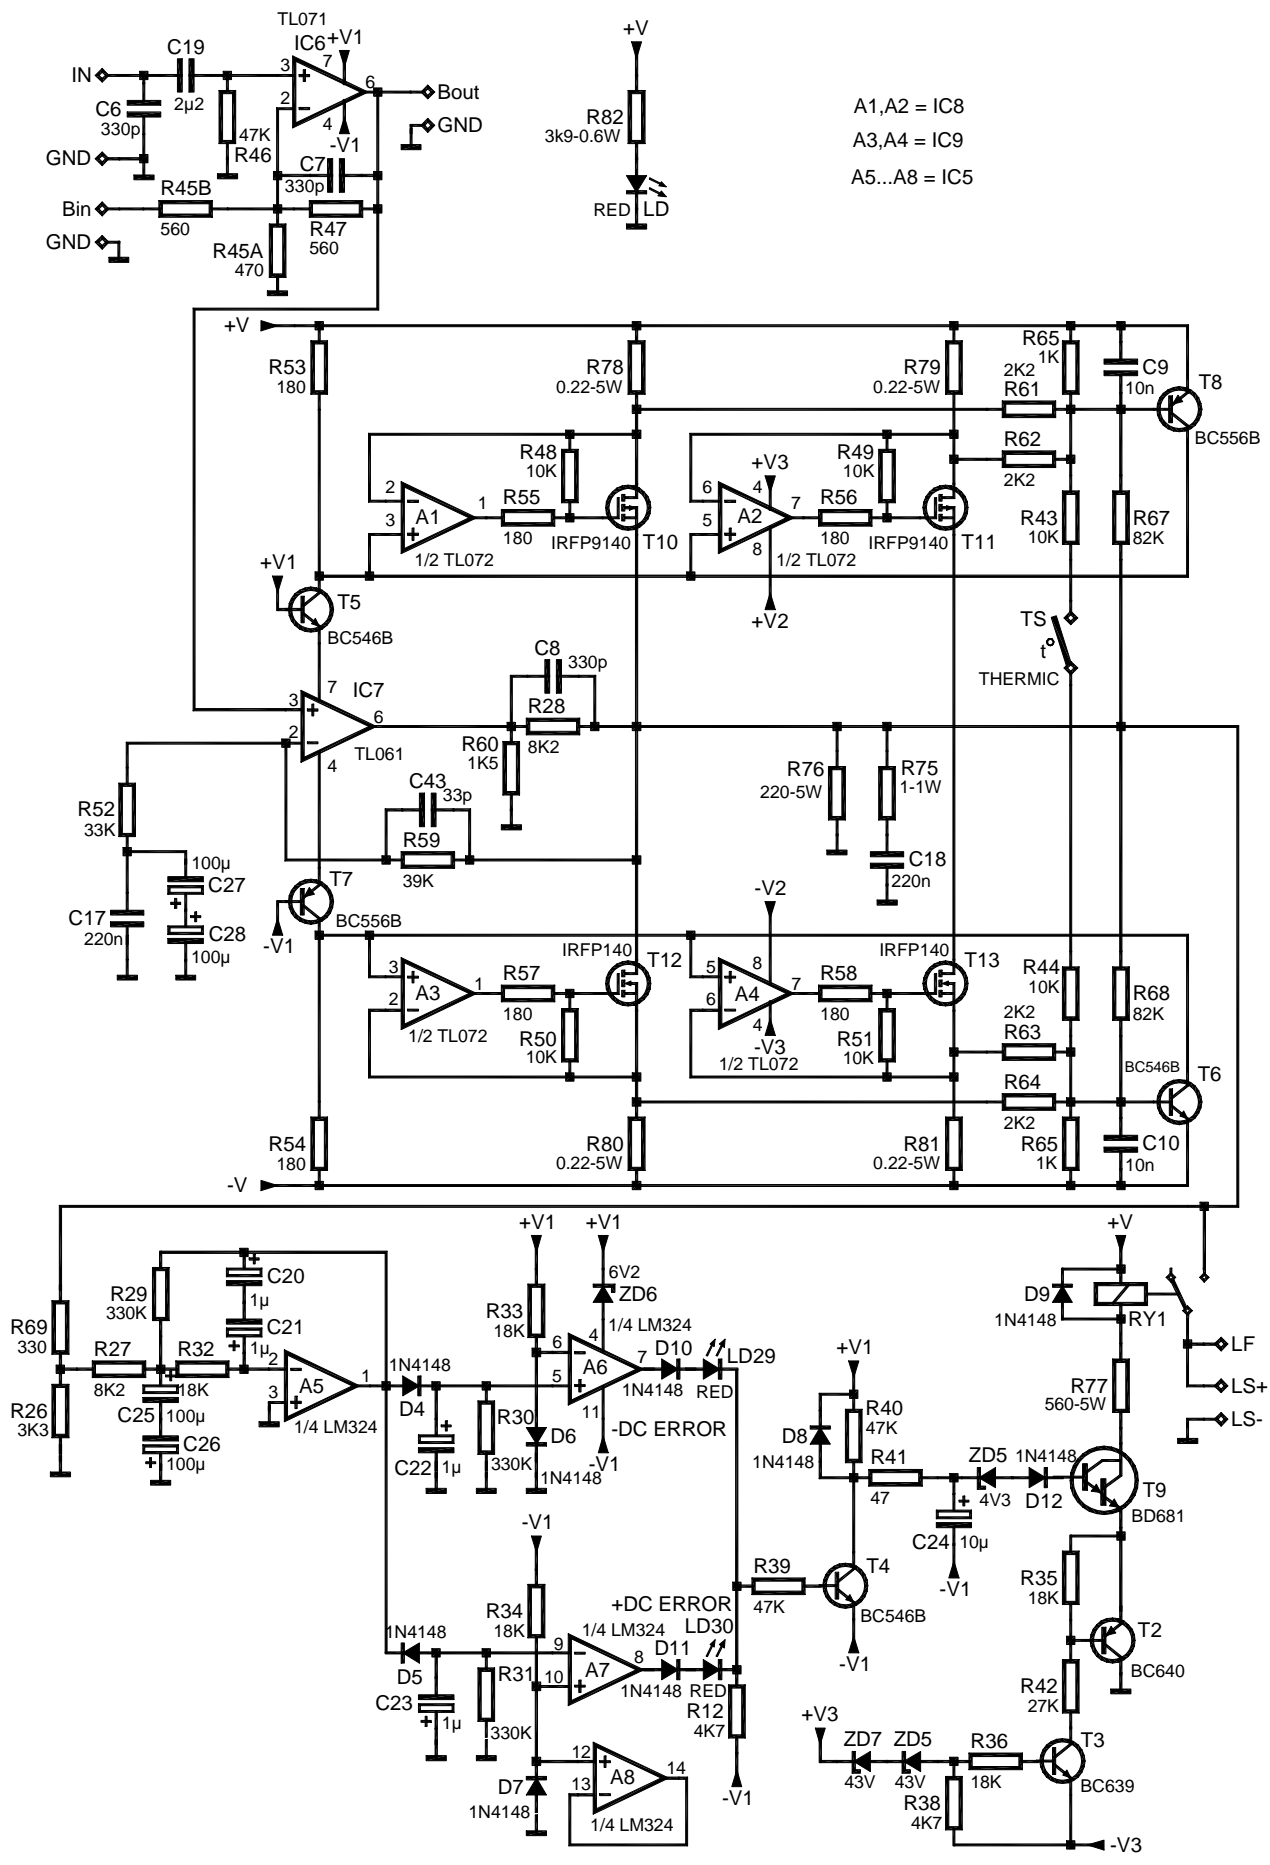 TL071
IC6
+V1
C19
IN
3
7
6
2µ2
2
C6
330p
47K
R46
4
-V1
Bout
GND
GND
C7
330p
R45B
Bin
560
R47
560
GND
R45A
470
+V
R82
3k9-0.6W
RED
LD
A1,A2 = IC8
A3,A4 = IC9
A5...A8 = IC5
+V
R53
180
R78
0.22-5W
R79
0.22-5W
R65
1K
2K2
R61
C9
10n
T8
BC556B
R48
10K
R49
10K
R62
2K2
+V3
2
3
A1
1
R55
180
1/2 TL072
IRFP9140
T10
6
5
4
A2
7
8
R56
180
1/2 TL072
IRFP9140
T11
R43
10K
R67
82K
+V1
T5
BC546B
+V2
TS
t°
THERMIC
C8
330p
7
IC7
3
2
6
4
TL061
R28
8K2
R60
1K5
C43
33p
R59
39K
R76
220-5W
R75
1-1W
C18
220n
R52
33K
100µ
C27
C17
220n
C28
100µ
T7
BC556B
-V1
-V2
IRFP140
T12
IRFP140
T13
3
2
A3
1
R57
180
1/2 TL072
R50
10K
5
6
8
A4
7
4
-V3
R58
180
1/2 TL072
R51
10K
R44
10K
R68
82K
2K2
R63
R64
2K2
BC546B
T6
R54
180
R80
0.22-5W
R81
0.22-5W
R65
1K
C10
10n
-V
+V1
+V1
+V
R29
330K
C20
1µ
C21
1µ
R33
18K
6V2
ZD6
1/4 LM324
D9
1N4148
RY1
R69
330
R27
8K2
R32
18K
2
3
A5
1
1/4 LM324
1N4148
D4
6
5
4
A6
7
11
D10
1N4148
LD29
RED
+V1
LF
LS+
LS-
R77
560-5W
R26
3K3
C25
100µ
C26
100µ
C22
1µ
R30
330K
D6
1N4148
-V1
-DC ERROR
D8
1N4148
R40
47K
R41
47
ZD5
4V3
1N4148
D12
T9
BD681
C24
10µ
-V1
-V1
R34
18K
+DC ERROR
LD30
1/4 LM324
R39
47K
T4
BC546B
-V1
R35
18K
T2
BC640
1N4148
D5
C23
1µ
R31
330K
9
10
A7
8
D11
1N4148
RED
R12
4K7
-V1
R42
27K
+V3
ZD7
43V
ZD5
43V
R36
18K
T3
BC639
R38
4K7
-V3
D7
1N4148
12
13
A8
14
1/4 LM324